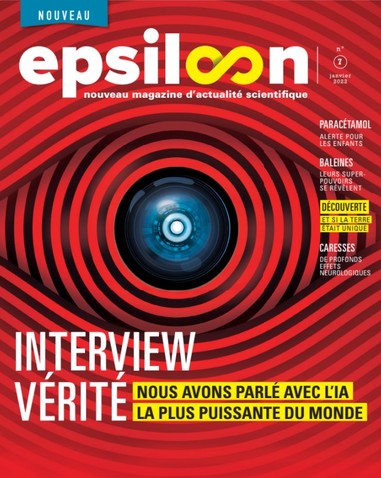 NOUVEAU
epsiloon
nouveau magazine d'actualité scientifique
n°
7
janvier
2022
PARACÉTAMOL
ALERTE POUR
LES ENFANTS
BALEINES
LEURS SUPER-
POUVOIRS
SE RÉVÈLENT
DÉCOUVERTE
ET SI LA TERRE
ÉTAIT UNIQUE
CARESSES
DE PROFONDS
EFFETS
NEUROLOGIQUES
INTERVIEW
VÉRITÉ
NOUS AVONS PARLÉ AVEC L'IA
LA PLUS PUISSANTE DU MONDE